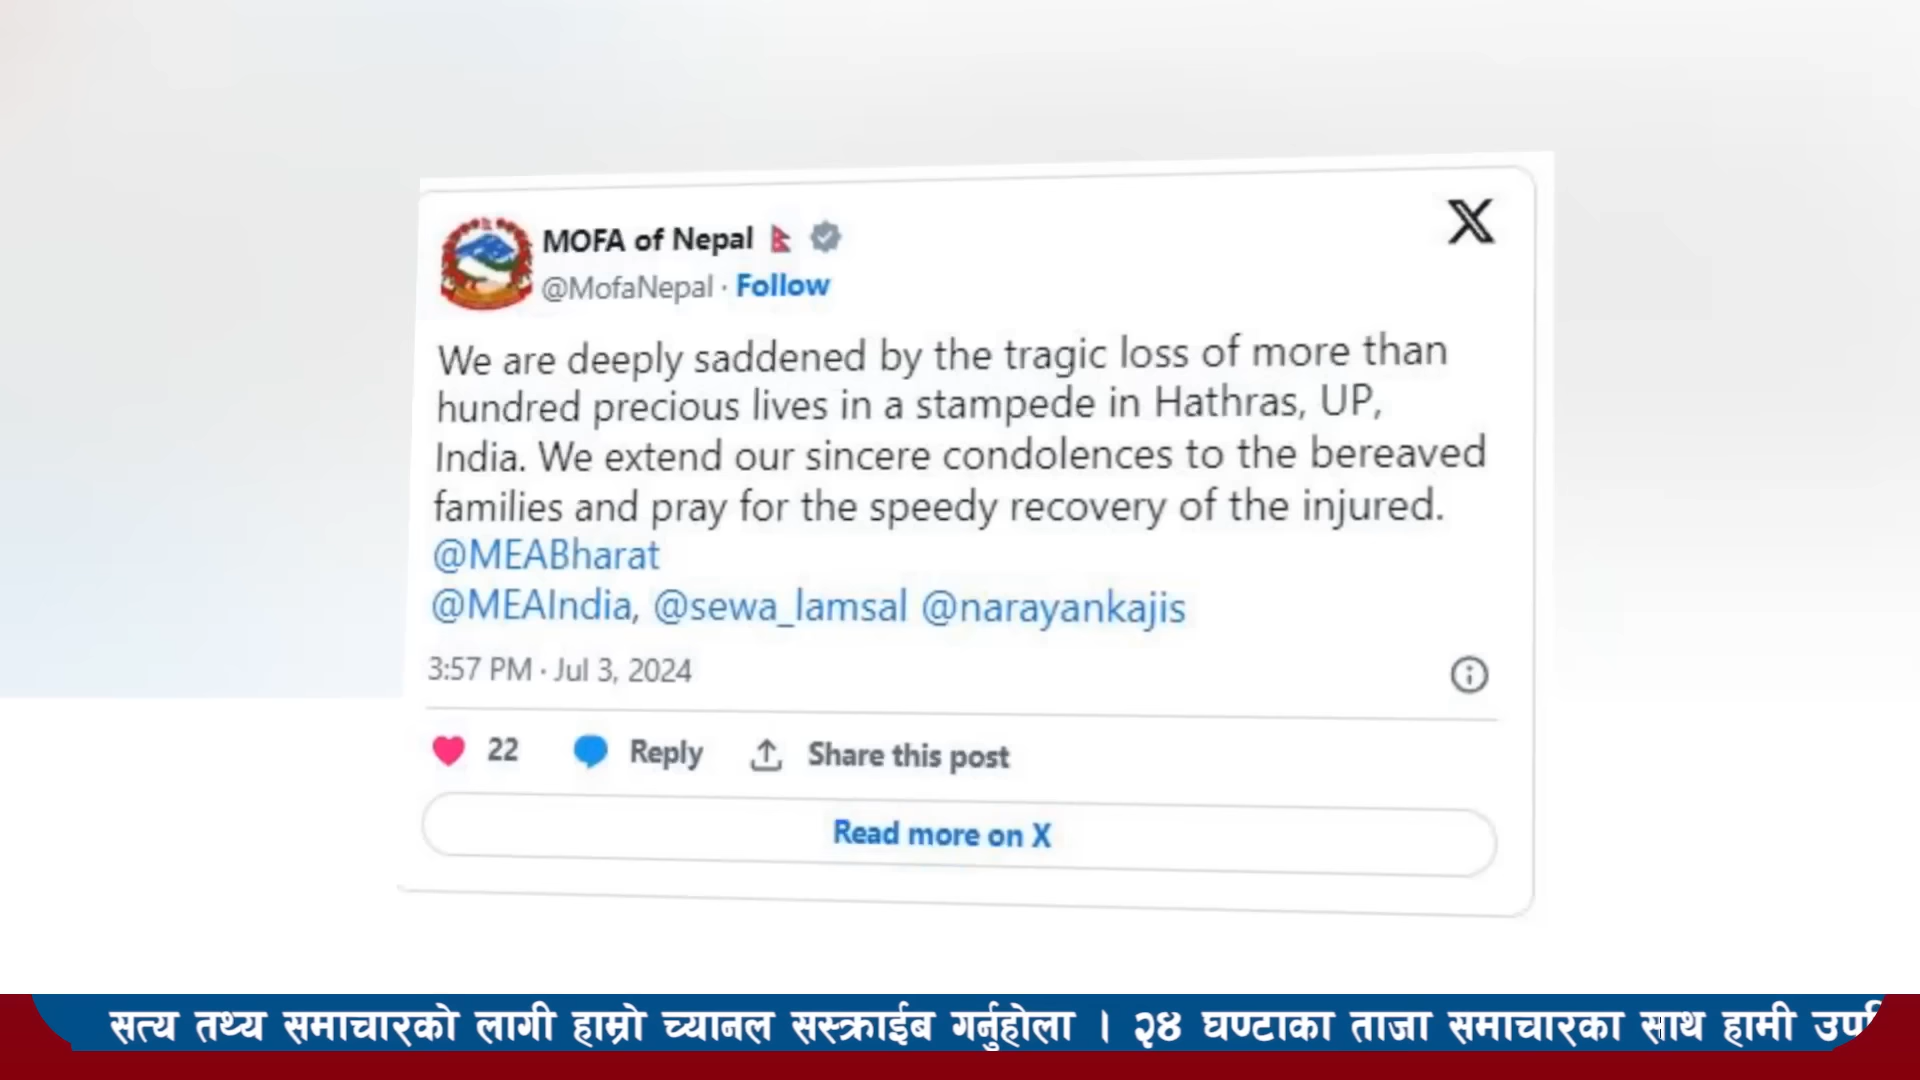 MOFA of Nepal
@MofaNepal · Follow
We are deeply saddened by the tragic loss of more than
hundred precious lives in a stampede in Hathras, UP,
India. We extend our sincere condolences to the bereaved
families and pray for the speedy recovery of the injured.
@MEABharat
@MEAIndia, @sewa_lamsal @narayankajis
3:57 PM · Jul 3, 2024
22 Reply Share this post
Read more on X
सत्य तथ्य समाचारको लागी हाम्रो च्यानल सस्क्राईब गर्नुहोला । २४ घण्टाका ताजा समाचारका साथ हामी